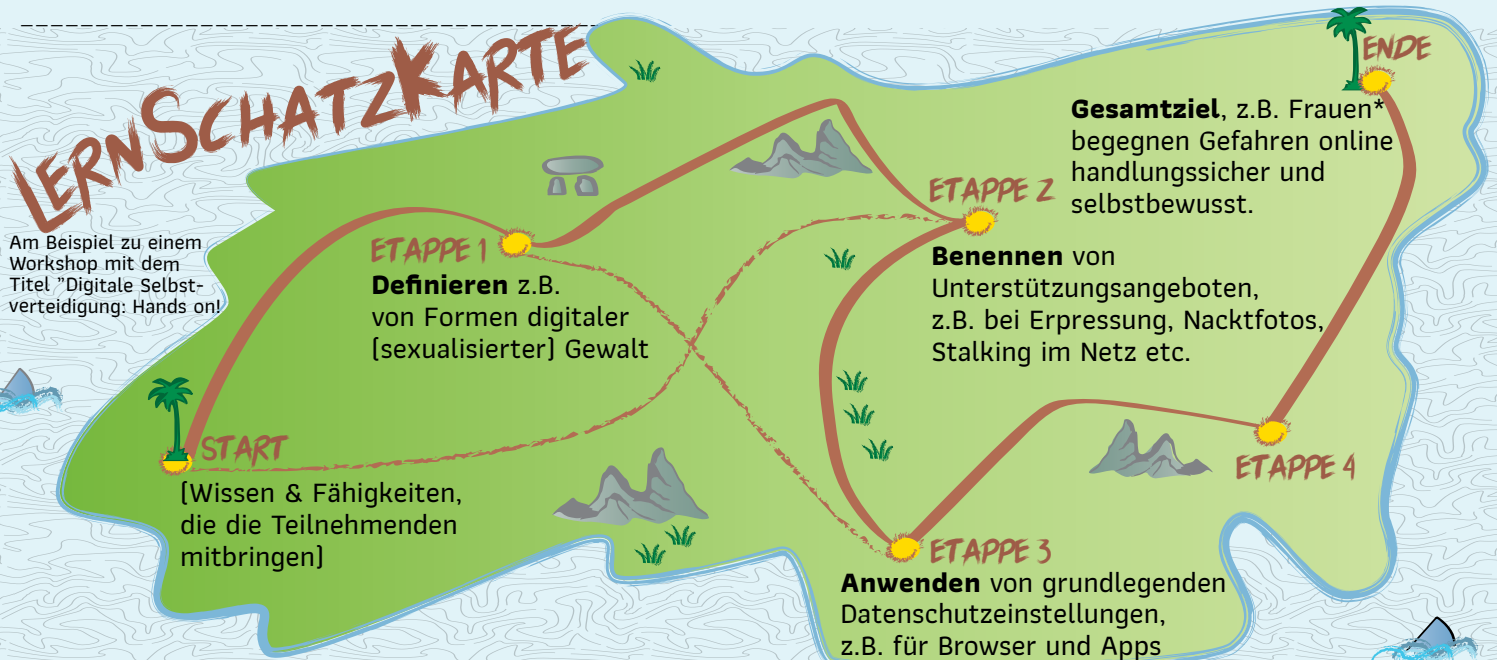 LERNSCHATZKARTE
Am Beispiel zu einem
Workshop mit dem
Titel "Digitale Selbst-
verteidigung: Hands on!
START
(Wissen & Fähigkeiten,
die die Teilnehmenden
mitbringen)
ETAPPE 1
Definieren z.B.
von Formen digitaler
(sexualisierter) Gewalt
ETAPPE 2
Benennen von
Unterstützungsangeboten,
z.B. bei Erpressung, Nacktfotos,
Stalking im Netz etc.
ETAPPE 3
Anwenden von grundlegenden
Datenschutzeinstellungen,
z.B. für Browser und Apps
ETAPPE 4
ENDE
Gesamtziel, z.B. Frauen*
begegnen Gefahren online
handlungssicher und
selbstbewusst.